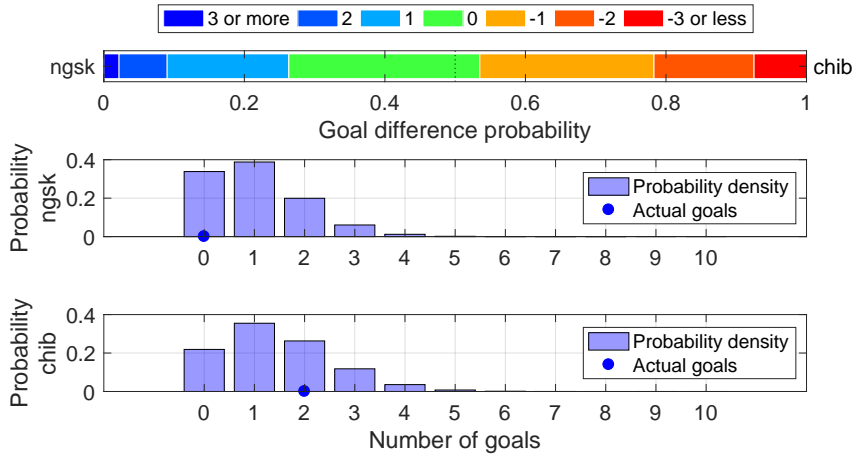 3 or more 2 1 0 -1 -2 -3 or less
ngsk chib
0 0.2 0.4 0.6 0.8 1
Goal difference probability
Probability
ngsk
0.4
0.2
0
Probability density
Actual goals
0 1 2 3 4 5 6 7 8 9 10
Probability
chib
0.4
0.2
0
Probability density
Actual goals
0 1 2 3 4 5 6 7 8 9 10
Number of goals